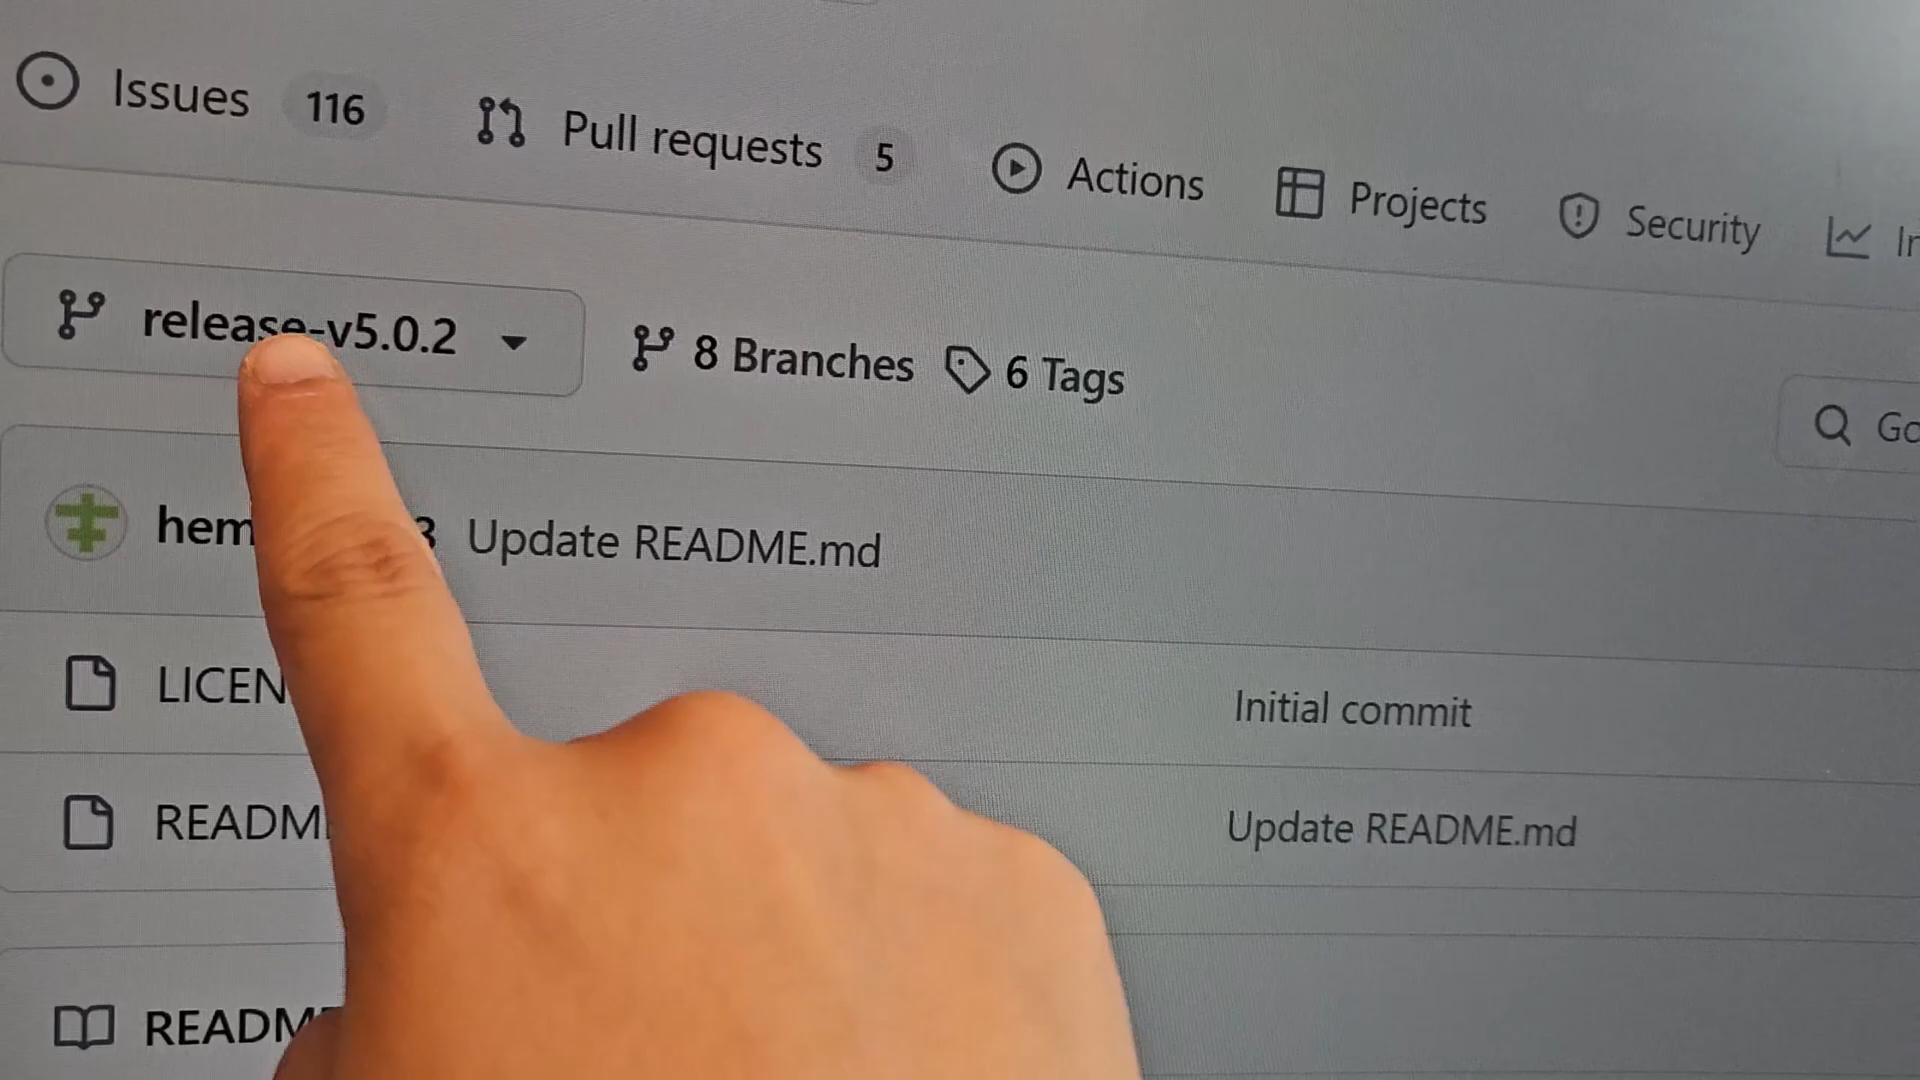 Issues 116 Pull requests 5 Actions Projects Security
release-v5.0.2 8 Branches 6 Tags
Update README.md
Initial commit
Update README.md